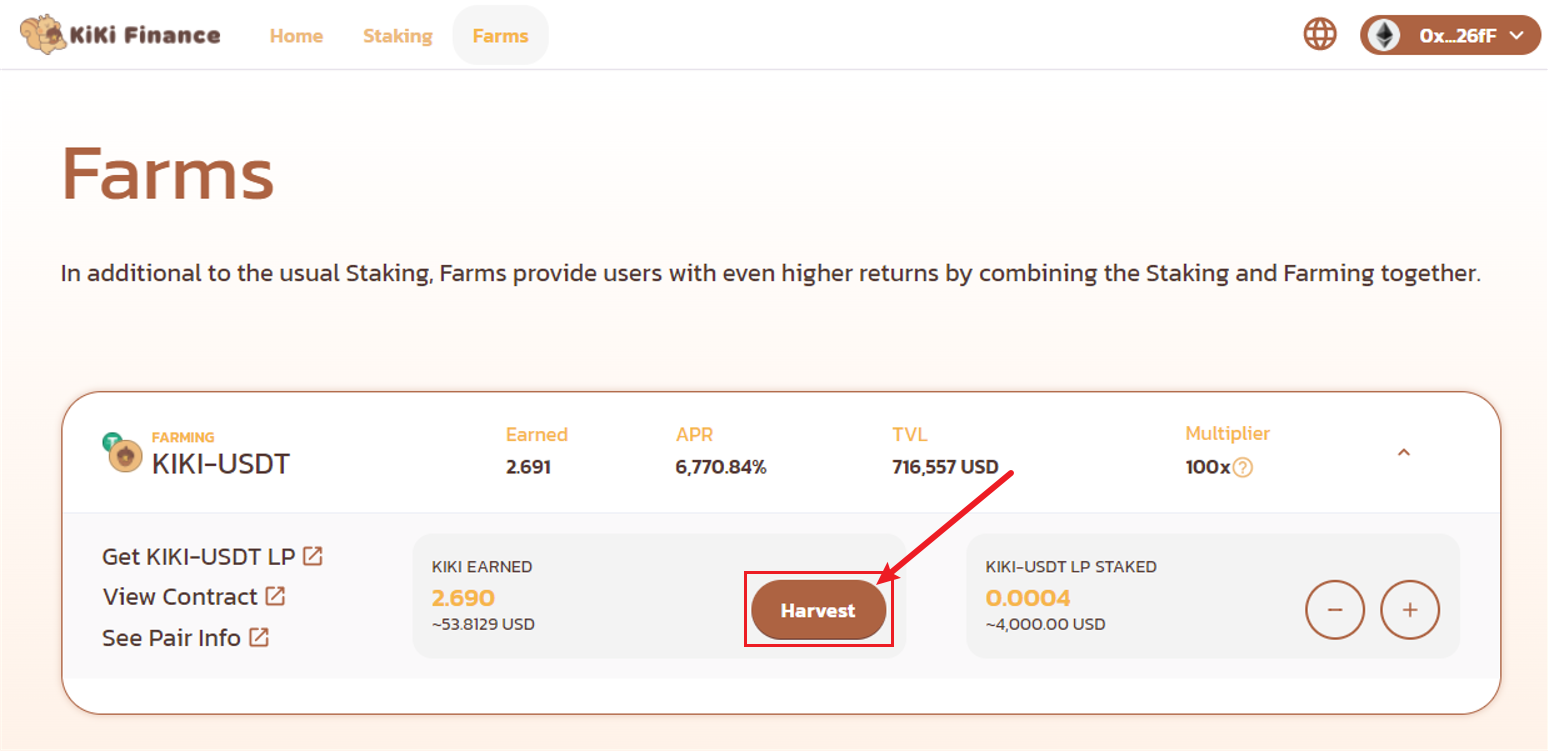 KiKi Finance Home Staking Farms 0x...26fF
Farms
In additional to the usual Staking, Farms provide users with even higher returns by combining the Staking and Farming together.
FARMING
KIKI-USDT
Earned
2.691
APR
6,770.84%
TVL
716,557 USD
Multiplier
100x
Get KIKI-USDT LP
View Contract
See Pair Info
KIKI EARNED
2.690
~53.8129 USD
Harvest
KIKI-USDT LP STAKED
0.0004
~4,000.00 USD